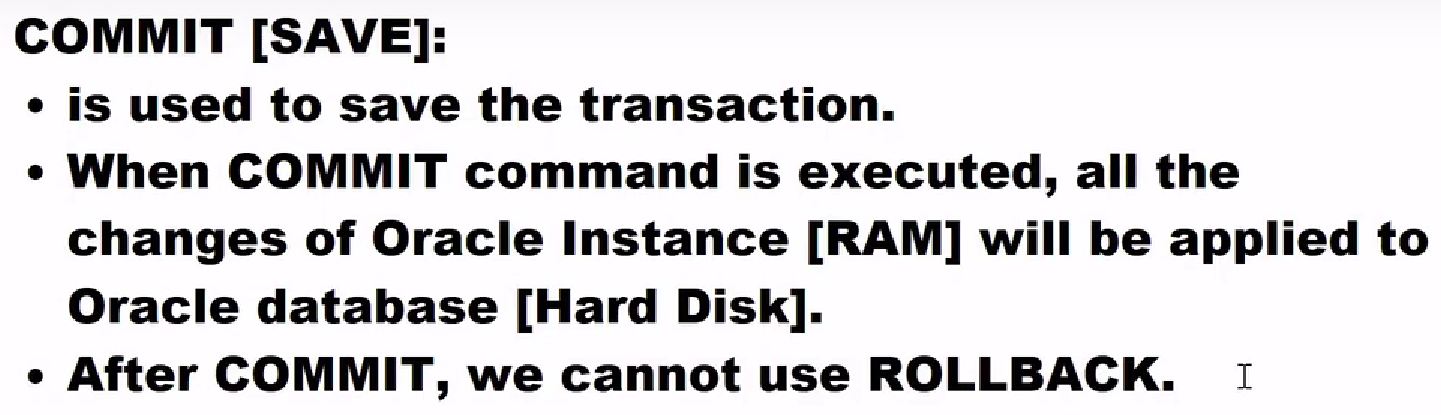 COMMIT [SAVE]:
• is used to save the transaction.
• When COMMIT command is executed, all the
changes of Oracle Instance [RAM] will be applied to
Oracle database [Hard Disk].
• After COMMIT, we cannot use ROLLBACK.